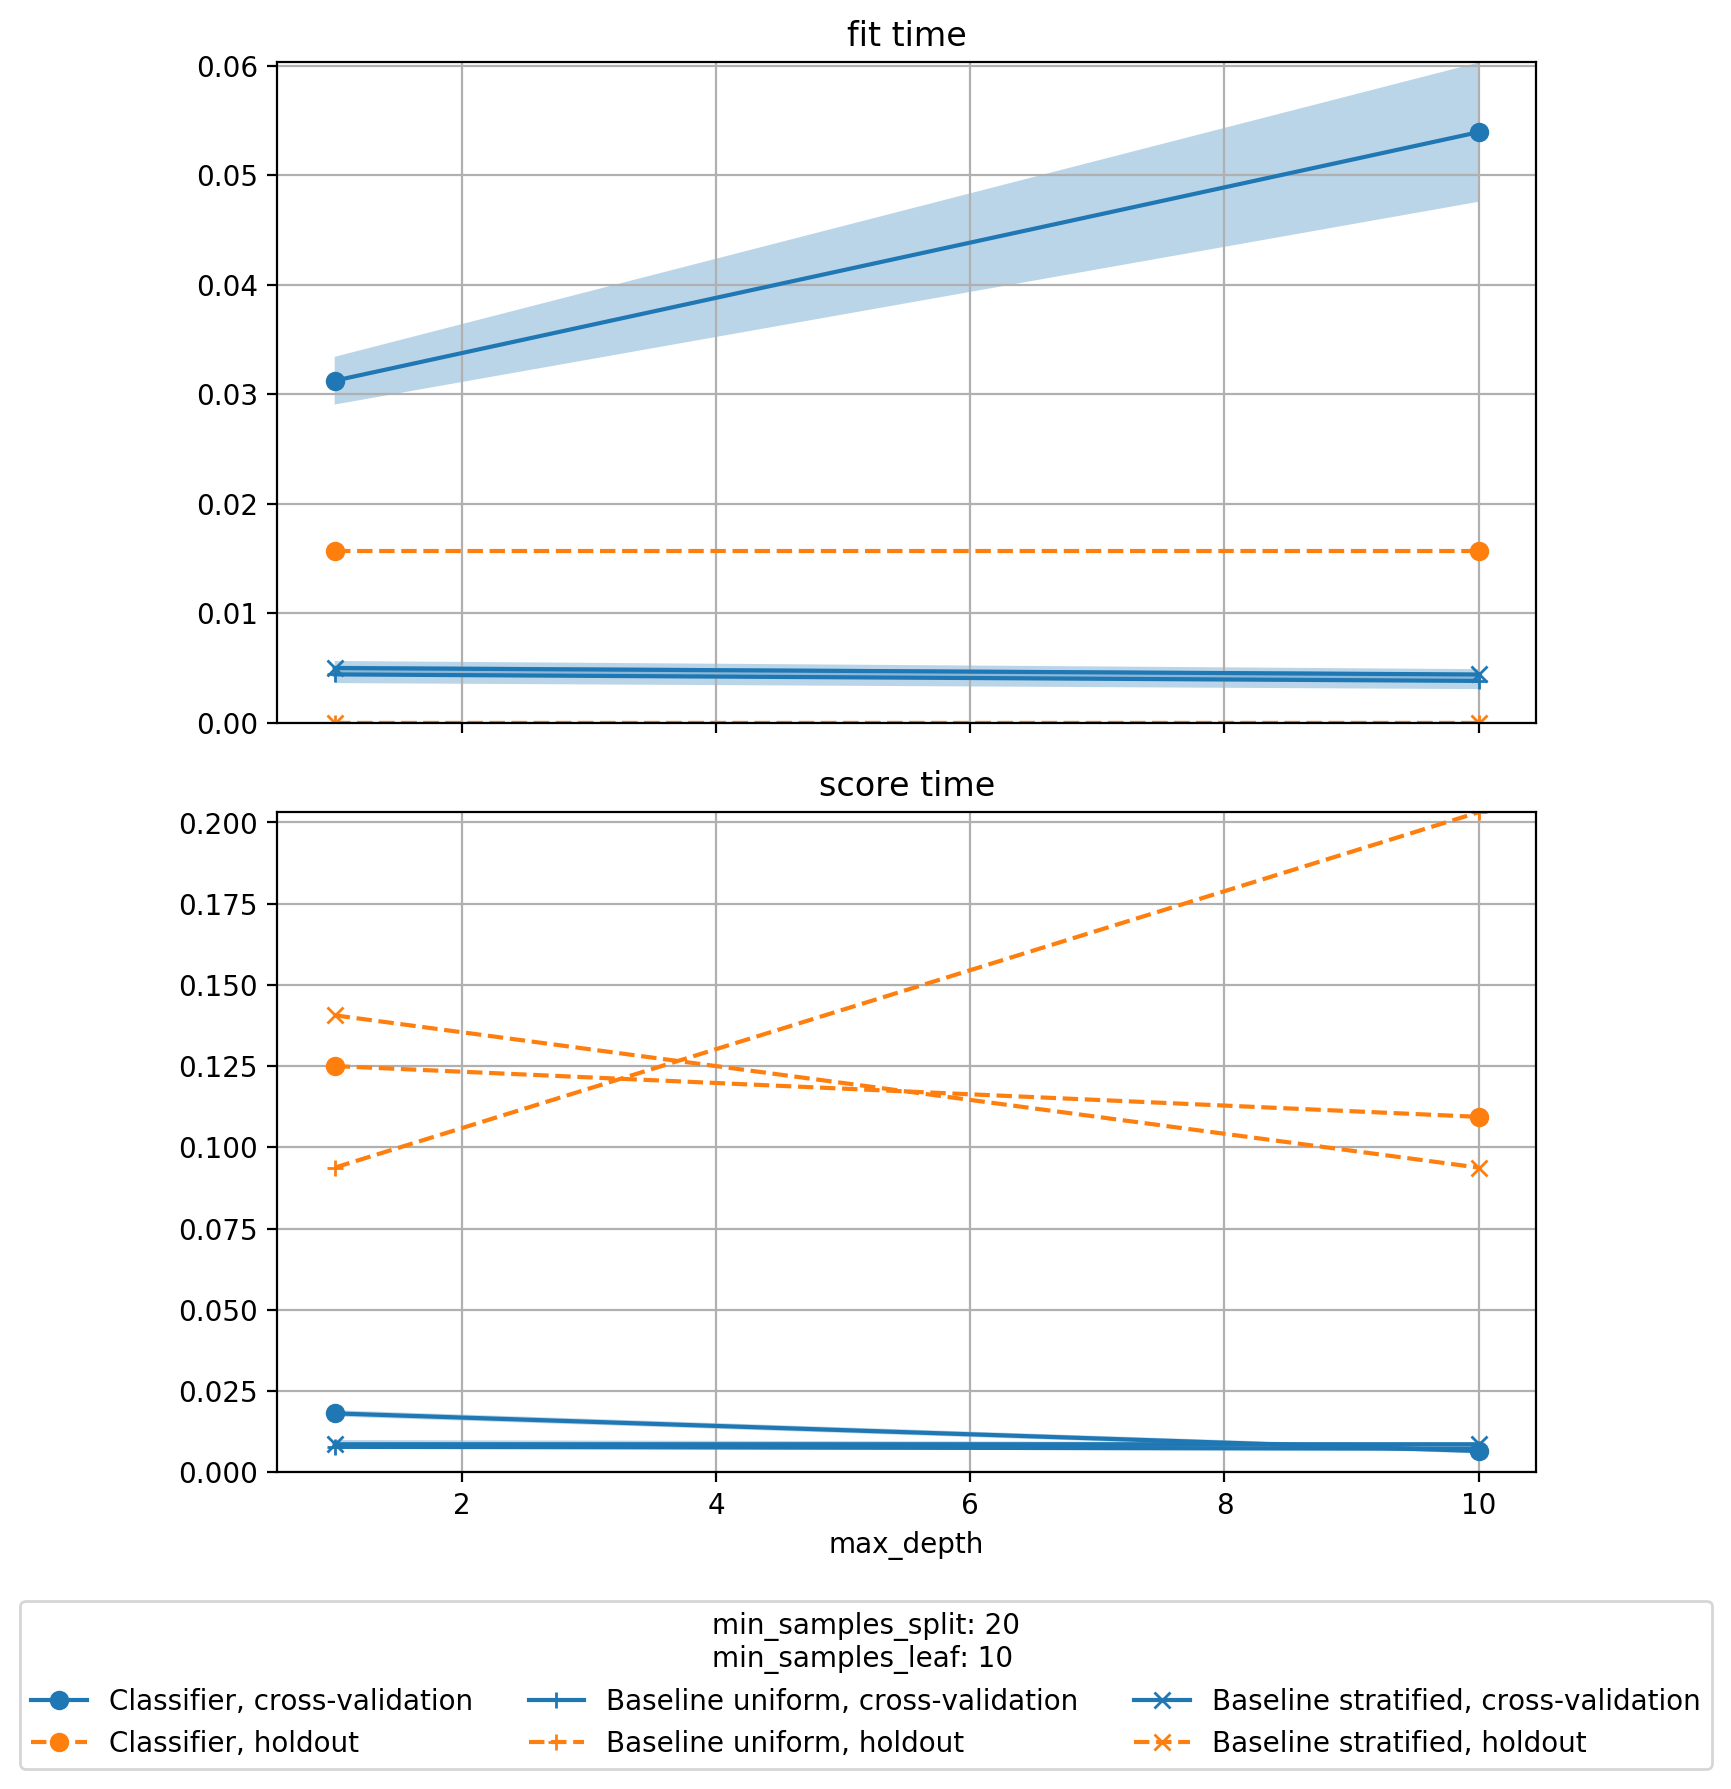 fit time
0.06
0.05
0.04
0.03
0.02
0.01
0.00
score time
0.200
0.175
0.150
0.125
0.100
0.075
0.050
0.025
0.000
2 4 6 8 10
max_depth
min_samples_split: 20
min_samples_leaf: 10
Classifier, cross-validation Baseline uniform, cross-validation Baseline stratified, cross-validation
Classifier, holdout Baseline uniform, holdout Baseline stratified, holdout